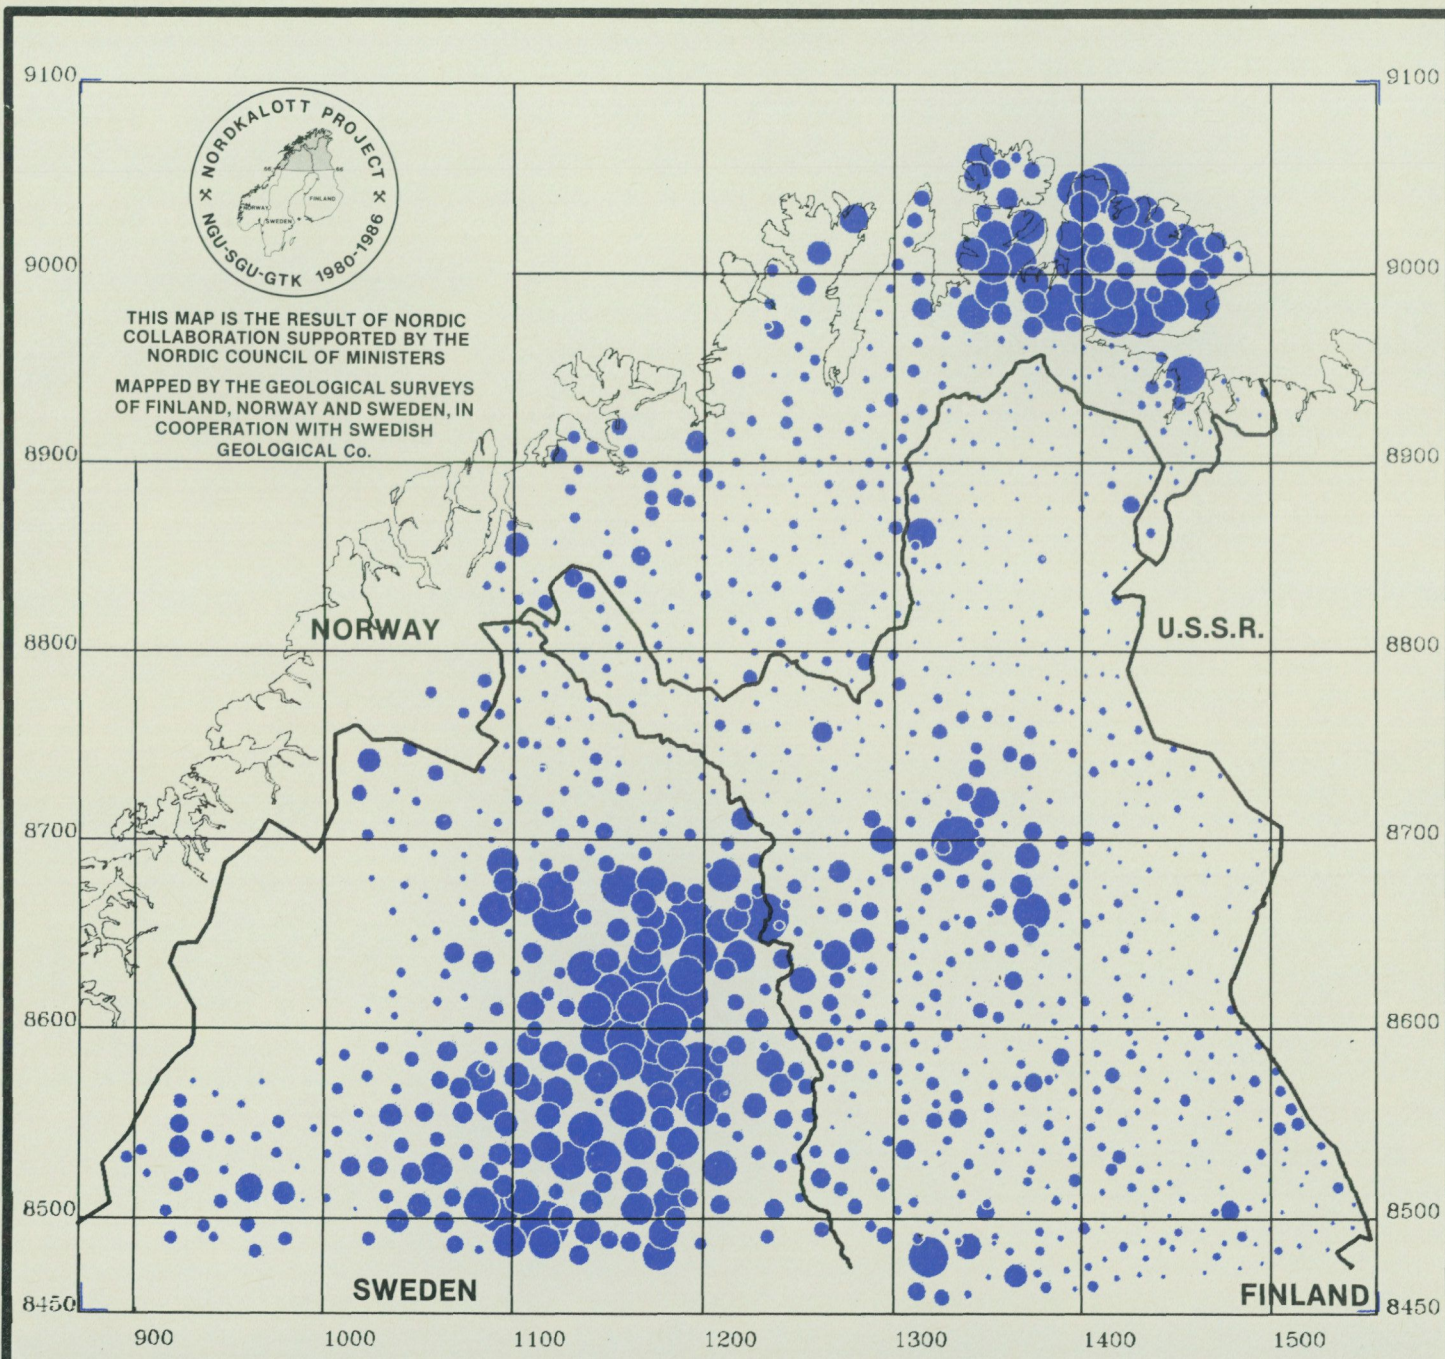 9100
9100
NORDKALOTT PROJECT
NORWAY
SWEDEN
FINLAND
66
66
NGU-SGU-GTK 1980-1986
9000
9000
THIS MAP IS THE RESULT OF NORDIC
COLLABORATION SUPPORTED BY THE
NORDIC COUNCIL OF MINISTERS
MAPPED BY THE GEOLOGICAL SURVEYS
OF FINLAND, NORWAY AND SWEDEN, IN
COOPERATION WITH SWEDISH
GEOLOGICAL Co.
8900
8900
NORWAY
U.S.S.R.
8800
8800
8700
8700
8600
8600
8500
8500
SWEDEN
FINLAND
8450
8450
900 1000 1100 1200 1300 1400 1500